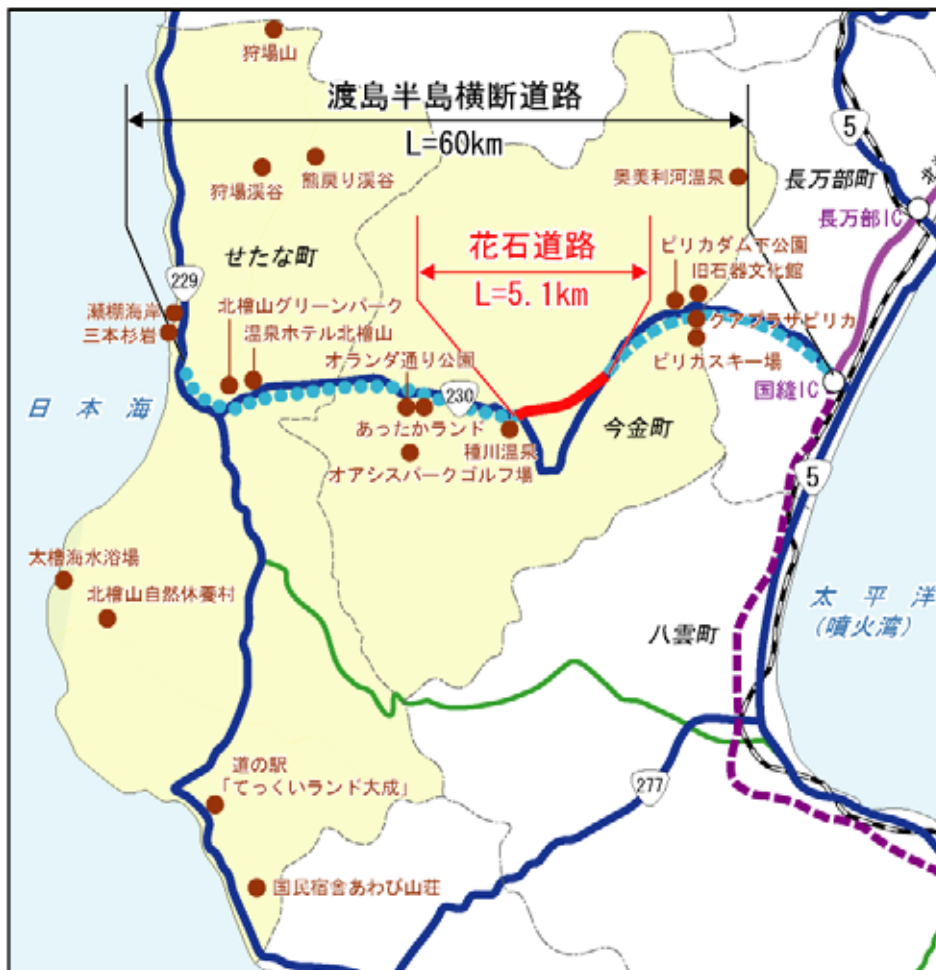 狩場山
渡島半島横断道路
L=60km
5
狩場渓谷
熊戻り渓谷
奥美利河温泉
長万部町
長万部IC
せたな町
花石道路
L=5.1km
ピリカダム下公園
旧石器文化館
クアプラザピリカ
ピリカスキー場
229
瀬棚海岸
三本杉岩
北檜山グリーンパーク
温泉ホテル北檜山
オランダ通り公園
230
国縫IC
日本海
あったかランド
種川温泉
オアシスパークゴルフ場
今金町
5
太櫓海水浴場
北檜山自然休養村
八雲町
太平洋
(噴火湾)
道の駅
「てっくいランド大成」
277
国民宿舎あわび山荘